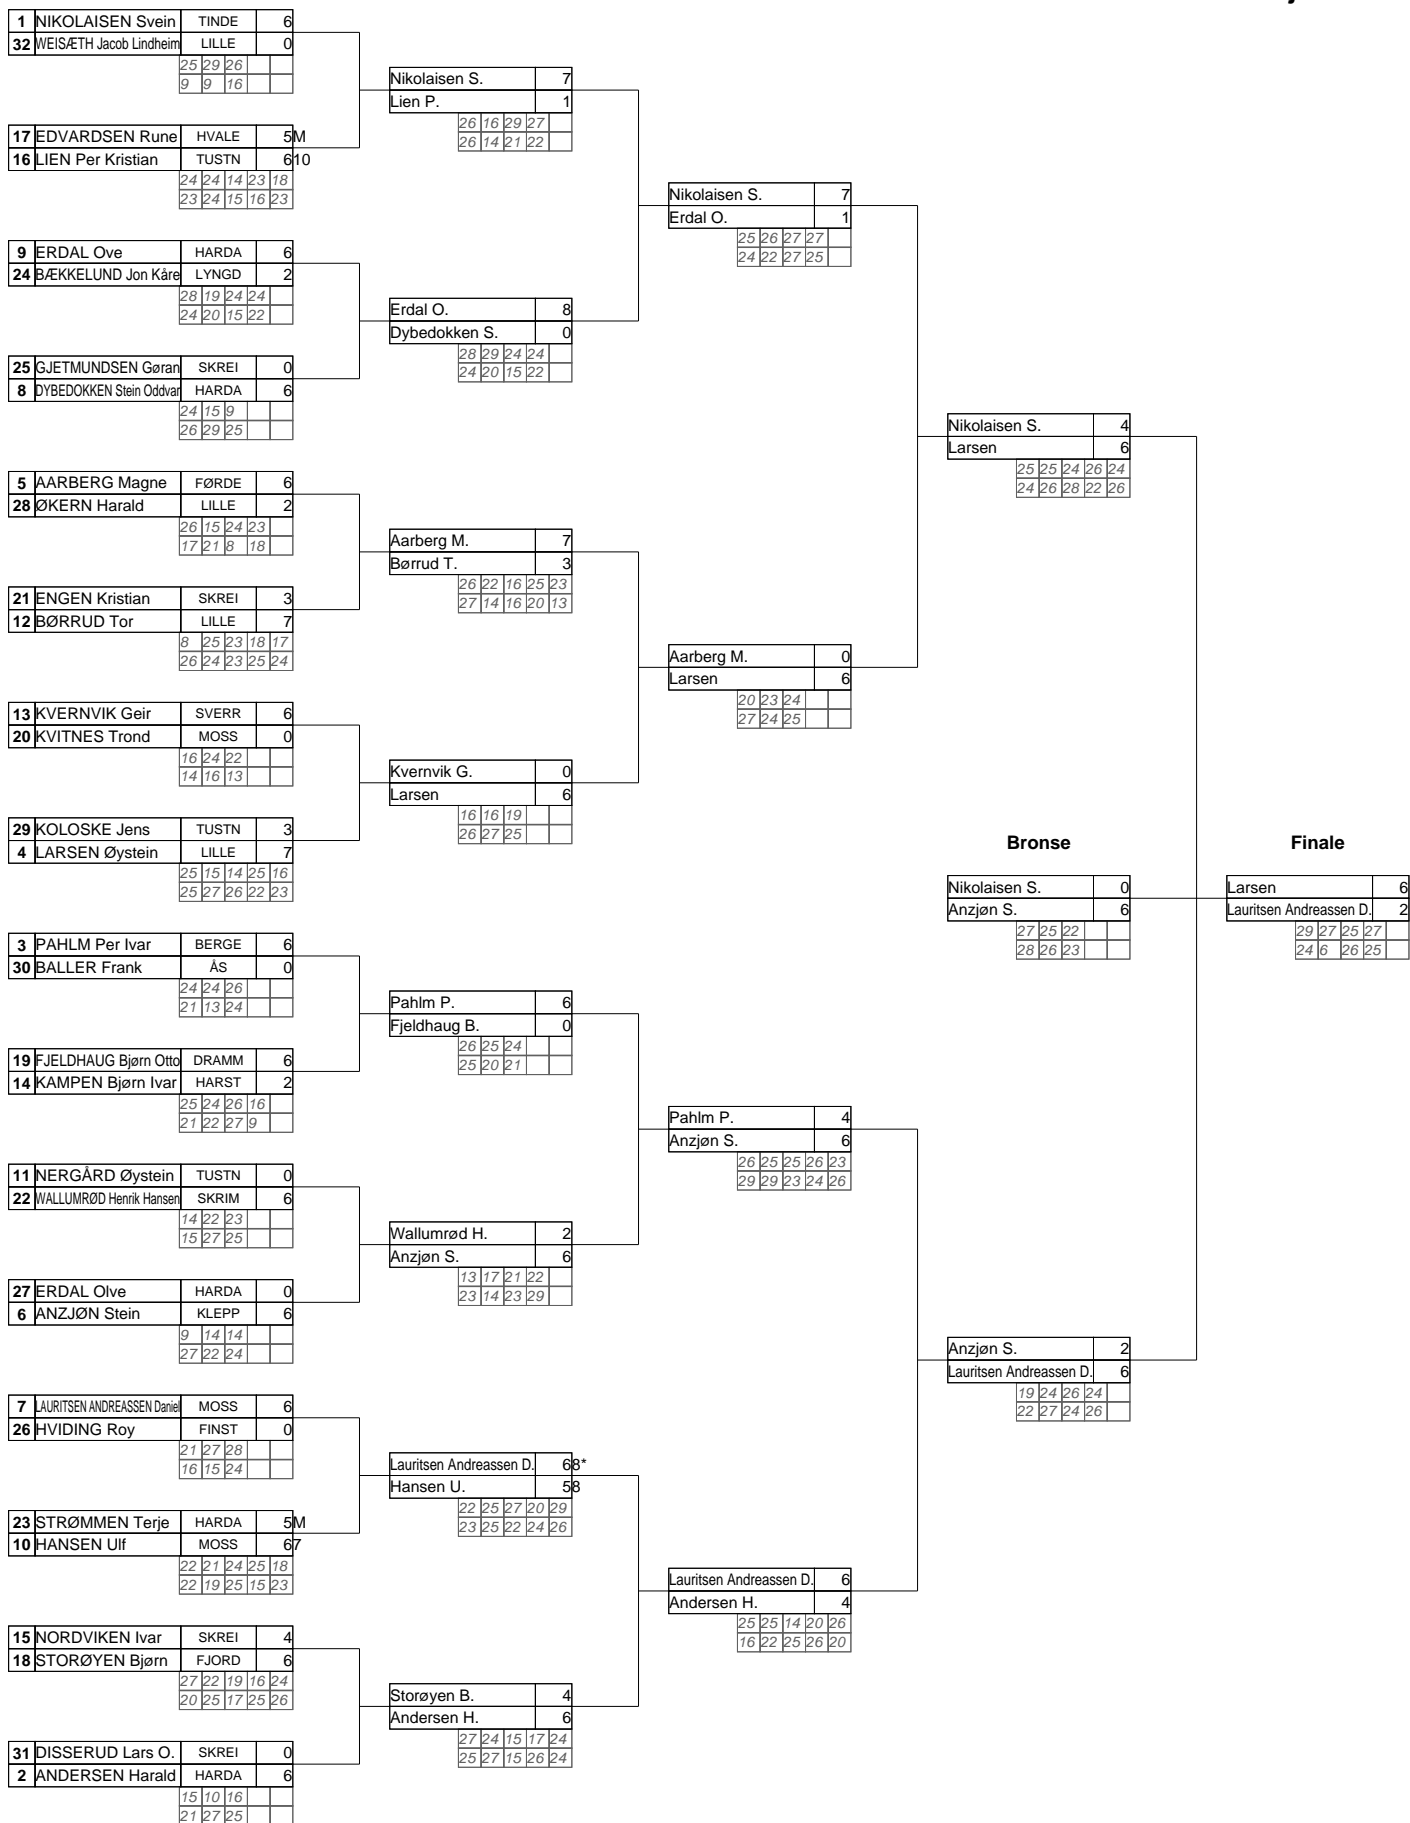 1 NIKOLAISEN Svein TINDE 6
32 WEISÆTH Jacob Lindheim LILLE 0
25 29 26
9 9 16
17 EDVARDSEN Rune HVALE 5M
16 LIEN Per Kristian TUSTN 610
24 24 14 23 18
23 24 15 16 23
9 ERDAL Ove HARDA 6
24 BÆKKELUND Jon Kåre LYNGD 2
28 19 24 24
24 20 15 22
25 GJETMUNDSEN Gøran SKREI 0
8 DYBEDOKKEN Stein Oddvar HARDA 6
24 15 9
26 29 25
5 AARBERG Magne FØRDE 6
28 ØKERN Harald LILLE 2
26 15 24 23
17 21 8 18
21 ENGEN Kristian SKREI 3
12 BØRRUD Tor LILLE 7
8 25 23 18 17
26 24 23 25 24
13 KVERNVIK Geir SVERR 6
20 KVITNES Trond MOSS 0
16 24 22
14 16 13
29 KOLOSKE Jens TUSTN 3
4 LARSEN Øystein LILLE 7
25 15 14 25 16
25 27 26 22 23
3 PAHLM Per Ivar BERGE 6
30 BALLER Frank ÅS 0
24 24 26
21 13 24
19 FJELDHAUG Bjørn Otto DRAMM 6
14 KAMPEN Bjørn Ivar HARST 2
25 24 26 16
21 22 27 9
11 NERGÅRD Øystein TUSTN 0
22 WALLUMRØD Henrik Hansen SKRIM 6
14 22 23
15 27 25
27 ERDAL Olve HARDA 0
6 ANZJØN Stein KLEPP 6
9 14 14
27 22 24
7 LAURITSEN ANDREASSEN Daniel MOSS 6
26 HVIDING Roy FINST 0
21 27 28
16 15 24
23 STRØMMEN Terje HARDA 5M
10 HANSEN Ulf MOSS 67
22 21 24 25 18
22 19 25 15 23
15 NORDVIKEN Ivar SKREI 4
18 STORØYEN Bjørn FJORD 6
27 22 19 16 24
20 25 17 25 26
31 DISSERUD Lars O. SKREI 0
2 ANDERSEN Harald HARDA 6
15 10 16
21 27 25
Nikolaisen S. 7
Lien P. 1
26 16 29 27
26 14 21 22
Erdal O. 8
Dybedokken S. 0
28 29 24 24
24 20 15 22
Aarberg M. 7
Børrud T. 3
26 22 16 25 23
27 14 16 20 13
Kvernvik G. 0
Larsen 6
16 16 19
26 27 25
Pahlm P. 6
Fjeldhaug B. 0
26 25 24
25 20 21
Wallumrød H. 2
Anzjøn S. 6
13 17 21 22
23 14 23 29
Lauritsen Andreassen D. 68*
Hansen U. 58
22 25 27 20 29
23 25 22 24 26
Storøyen B. 4
Andersen H. 6
27 24 15 17 24
25 27 15 26 24
Nikolaisen S. 7
Erdal O. 1
25 26 27 27
24 22 27 25
Aarberg M. 0
Larsen 6
20 23 24
27 24 25
Pahlm P. 4
Anzjøn S. 6
26 25 25 26 23
29 29 23 24 26
Lauritsen Andreassen D. 6
Andersen H. 4
25 25 14 20 26
16 22 25 26 20
Nikolaisen S. 4
Larsen 6
25 25 24 26 24
24 26 28 22 26
Anzjøn S. 2
Lauritsen Andreassen D. 6
19 24 26 24
22 27 24 26
Bronse
Nikolaisen S. 0
Anzjøn S. 6
27 25 22
28 26 23
Finale
Larsen 6
Lauritsen Andreassen D. 2
29 27 25 27
24 6 26 25